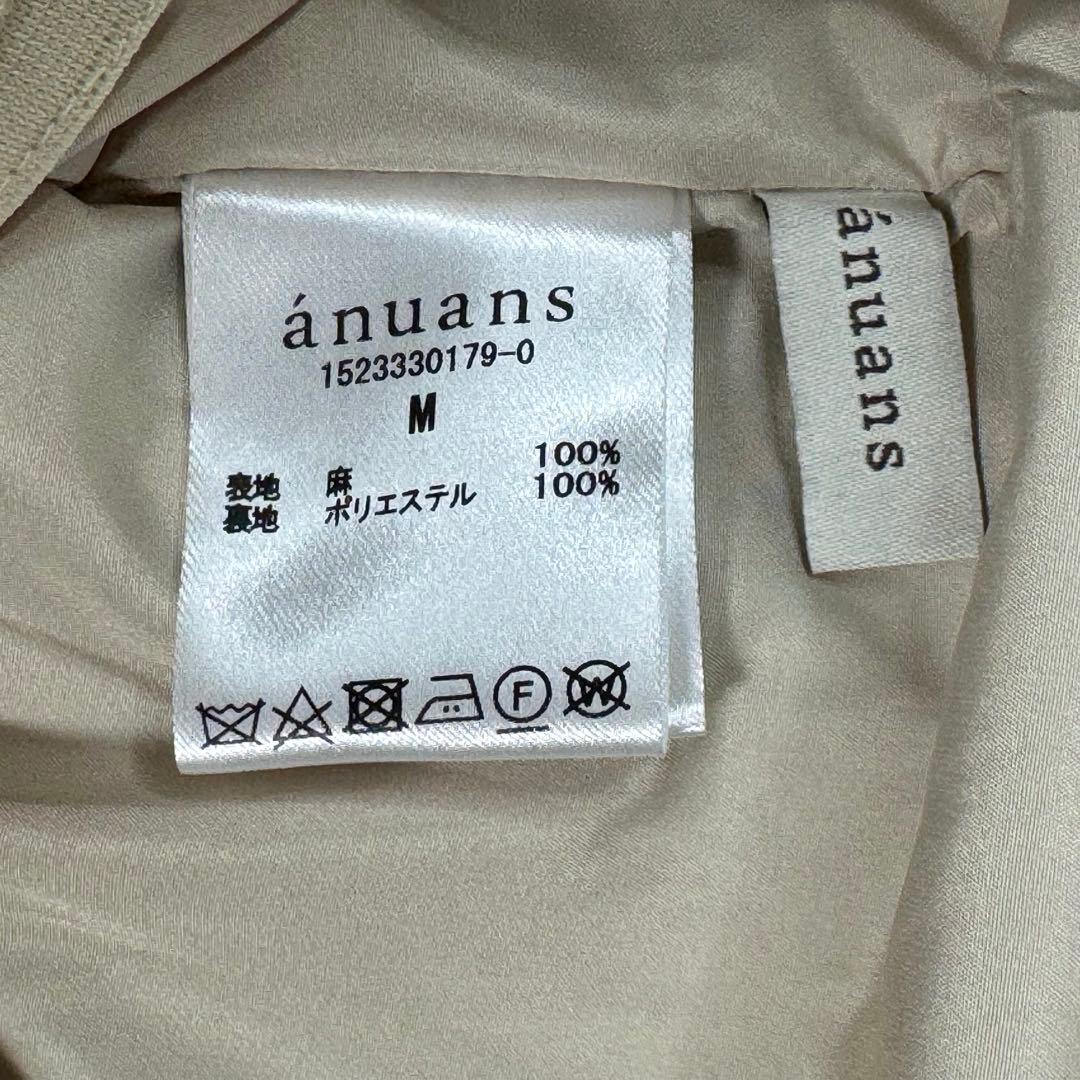 ánuans
1523330179-0
M
表地 麻 100%
裏地 ポリエステル 100%
F
W
ánuans